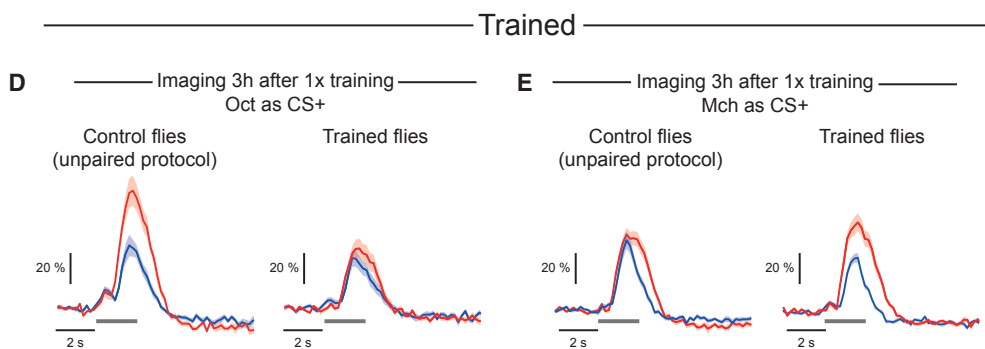 Trained
D
Imaging 3h after 1x training
Oct as CS+
Control flies
(unpaired protocol)
Trained flies
20 %
2 s
20 %
2 s
E
Imaging 3h after 1x training
Mch as CS+
Control flies
(unpaired protocol)
Trained flies
20 %
2 s
20 %
2 s